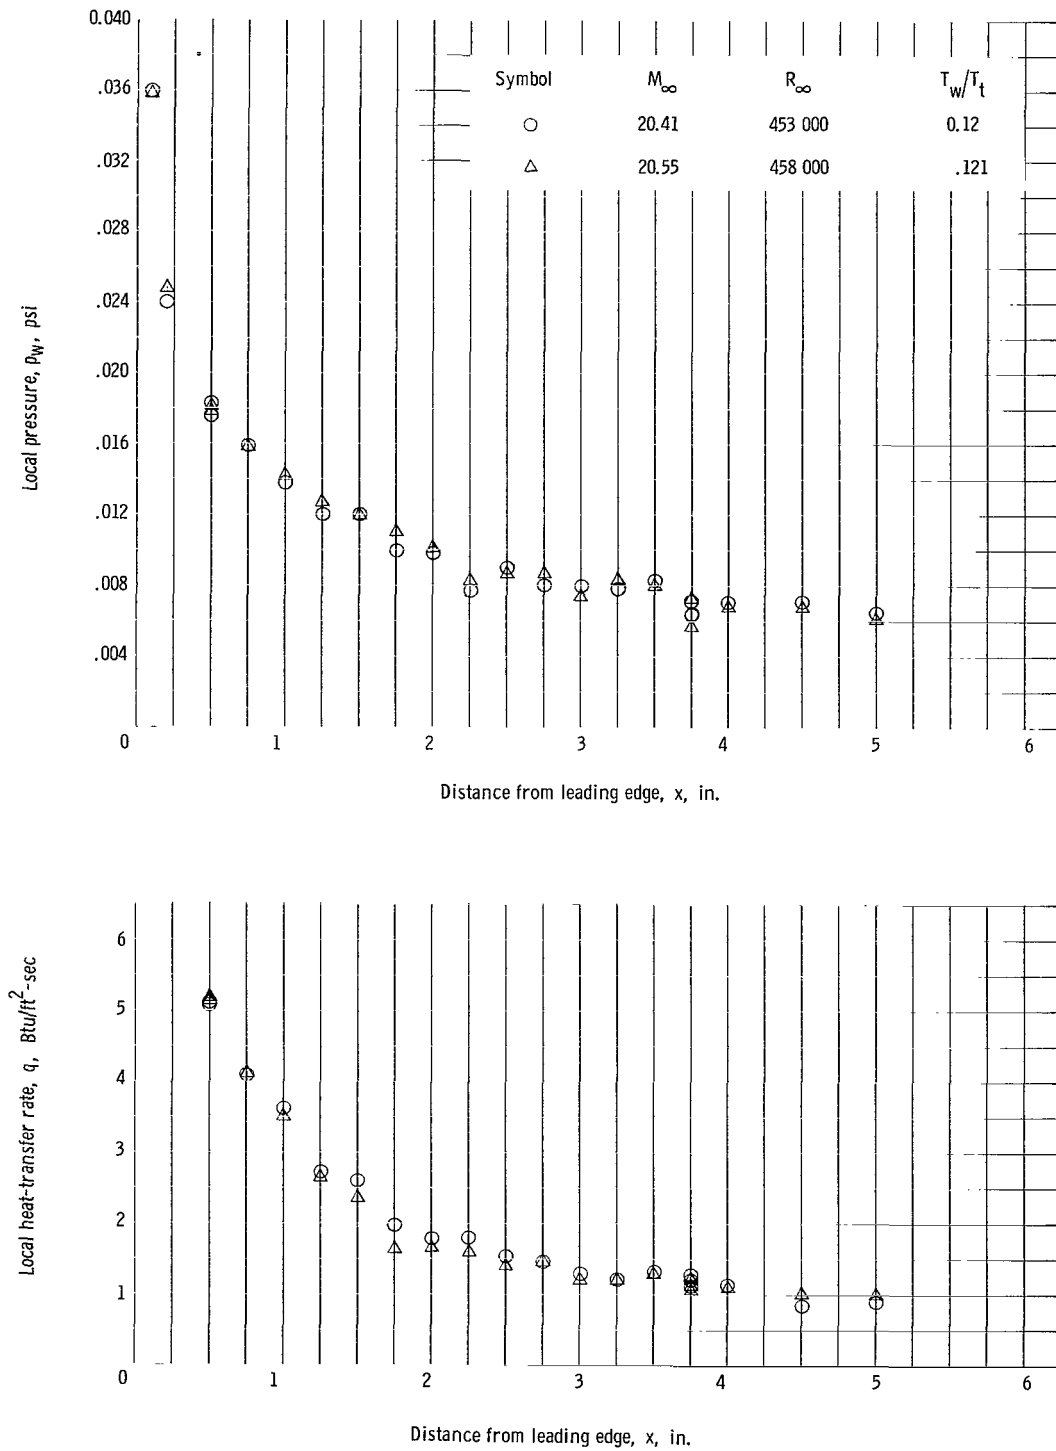 0.040
.036
.032
.028
.024
.020
.016
.012
.008
.004
Local pressure, p_w, psi
Symbol M_∞ R_∞ T_w/T_t
○ 20.41 453 000 0.12
△ 20.55 458 000 .121
0 1 2 3 4 5 6
Distance from leading edge, x, in.
6
5
4
3
2
1
Local heat-transfer rate, q, Btu/ft²-sec
0 1 2 3 4 5 6
Distance from leading edge, x, in.